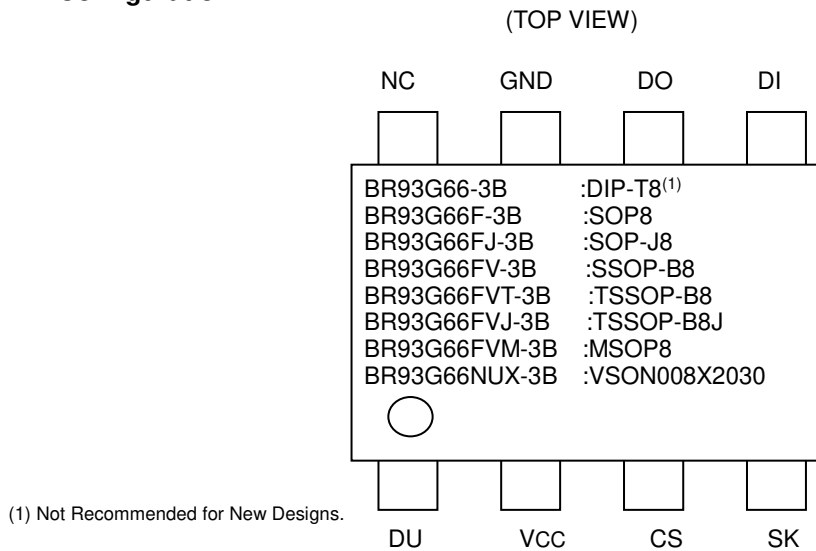 (TOP VIEW)
NC GND DO DI
BR93G66-3B :DIP-T8(1)
BR93G66F-3B :SOP8
BR93G66FJ-3B :SOP-J8
BR93G66FV-3B :SSOP-B8
BR93G66FVT-3B :TSSOP-B8
BR93G66FVJ-3B :TSSOP-B8J
BR93G66FVM-3B :MSOP8
BR93G66NUX-3B :VSON008X2030
(1) Not Recommended for New Designs.
DU VCC CS SK